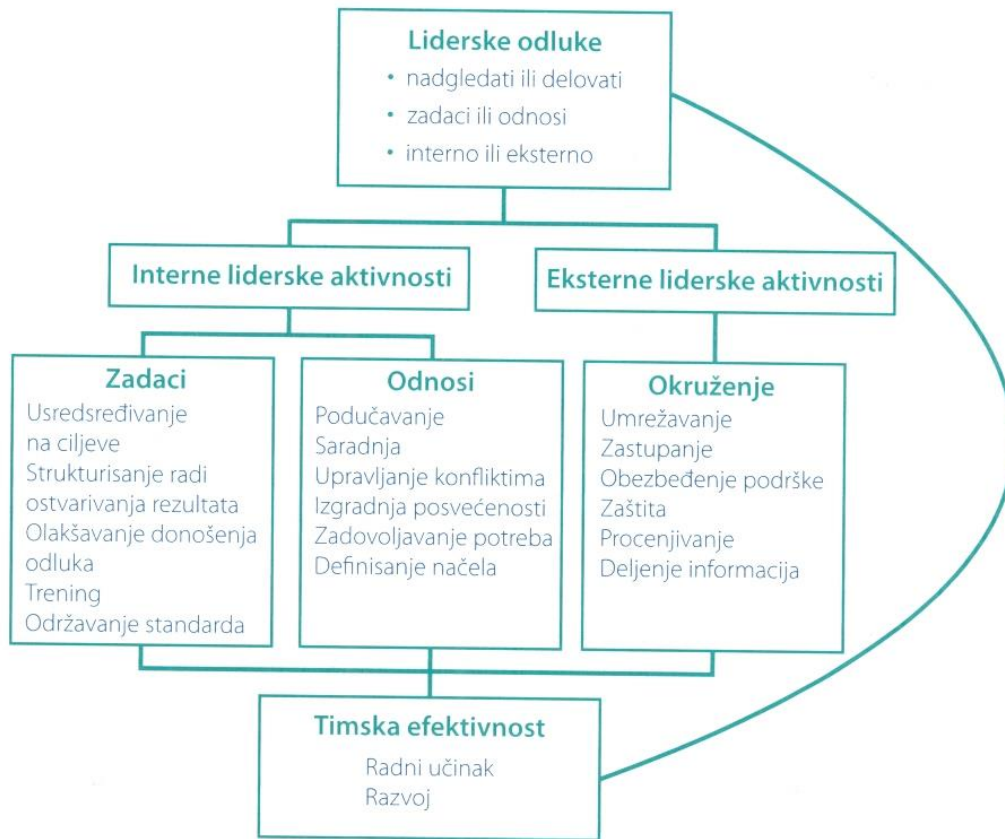 Liderske odluke
• nadgledati ili delovati
• zadaci ili odnosi
• interno ili eksterno
Interne liderske aktivnosti
Eksterne liderske aktivnosti
Zadaci
Usredsređivanje
na ciljeve
Strukturisanje radi
ostvarivanja rezultata
Olakšavanje donošenja
odluka
Trening
Održavanje standarda
Odnosi
Podučavanje
Saradnja
Upravljanje konfliktima
Izgradnja posvećenosti
Zadovoljavanje potreba
Definisanje načela
Okruženje
Umrežavanje
Zastupanje
Obezbeđenje podrške
Zaštita
Procenjivanje
Deljenje informacija
Timska efektivnost
Radni učinak
Razvoj